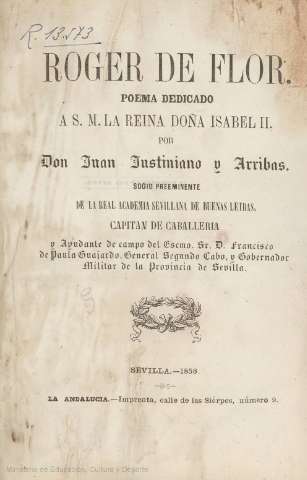 R. 13.573
ROGER DE FLOR.
POEMA DEDICADO
A S. M. LA REINA DOÑA ISABEL II.
POR
Don Juan Justiniano y Arribas.
SOCIO PREEMINENTE
DE LA REAL ACADEMIA SEVILLANA DE BUENAS LETRAS.
CAPITAN DE CABALLERIA
y Ayudante de campo del Escmo. Sr. D. Francisco
de Paula Guajardo, General Segundo Cabo, y Gobernador
Militar de la Provincia de Sevilla.
SEVILLA.—1858
LA ANDALUCIA.—Imprenta, calle de las Siérpes, número 9.
Ministerio de Educación, Cultura y Deporte